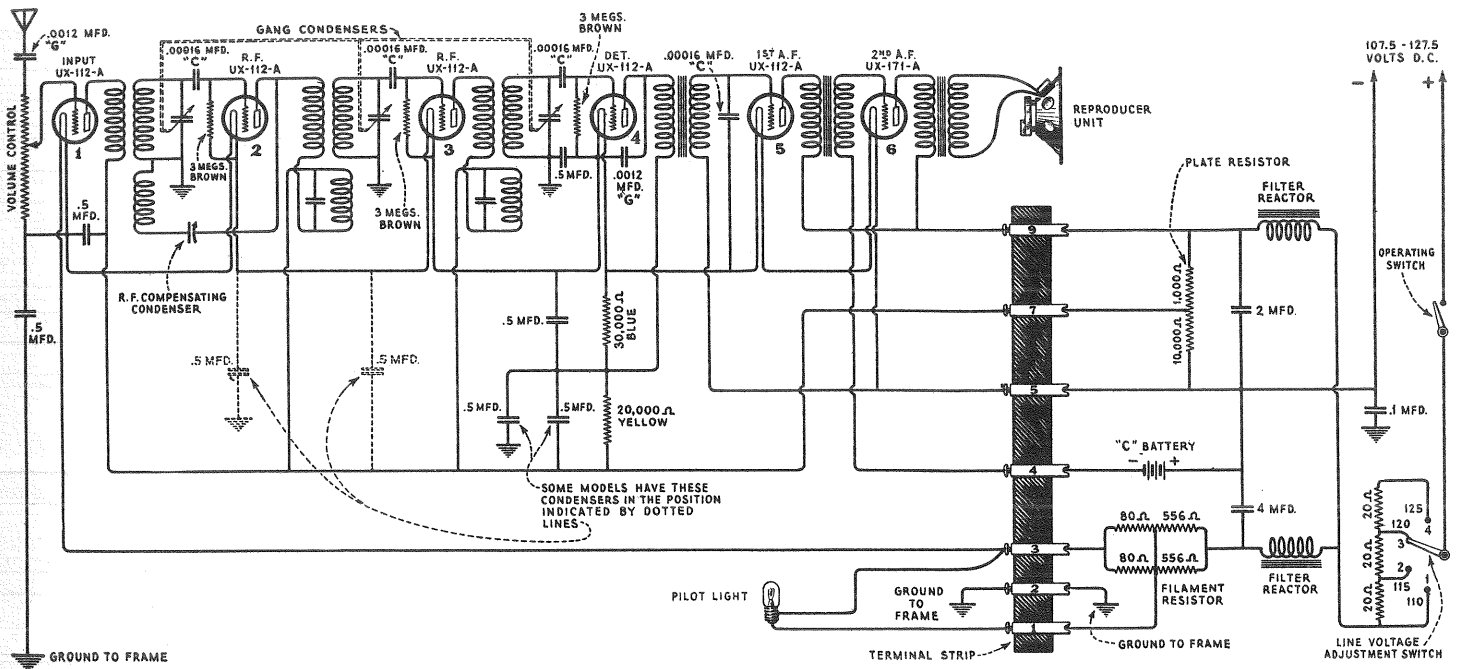 .0012 MFD.
"G"
GANG CONDENSERS
3 MEGS.
BROWN
INPUT
UX-112-A
.00016 MFD.
"C"
R.F.
UX-112-A
.00016 MFD.
"C"
R.F.
UX-112-A
.00016 MFD.
"C"
DET.
UX-112-A
.00016 MFD.
"C"
1ST A.F.
UX-112-A
2ND A.F.
UX-171-A
107.5 - 127.5
VOLTS D.C.
- +
REPRODUCER
UNIT
VOLUME CONTROL
1
2
3
4
5
6
3 MEGS.
BROWN
3 MEGS.
BROWN
.5 MFD.
.0012
MFD.
"G"
PLATE RESISTOR
FILTER
REACTOR
.5
MFD.
9
OPERATING
SWITCH
R.F. COMPENSATING
CONDENSER
.5
MFD.
.5 MFD.
30,000 Ω
BLUE
7
1,000 Ω
10,000 Ω
2 MFD.
.5 MFD.
.5 MFD.
5
.5 MFD.
.5 MFD.
20,000 Ω
YELLOW
.1 MFD.
"C" BATTERY
- +
4
SOME MODELS HAVE THESE
CONDENSERS IN THE POSITION
INDICATED BY DOTTED
LINES
80 Ω
556 Ω
4 MFD.
20 Ω
125
4
120
3
3
80 Ω
556 Ω
20 Ω
2
115
1
110
20 Ω
PILOT LIGHT
GROUND
TO
FRAME
2
FILAMENT
RESISTOR
FILTER
REACTOR
1
GROUND TO FRAME
TERMINAL STRIP
LINE VOLTAGE
ADJUSTMENT SWITCH
GROUND TO FRAME